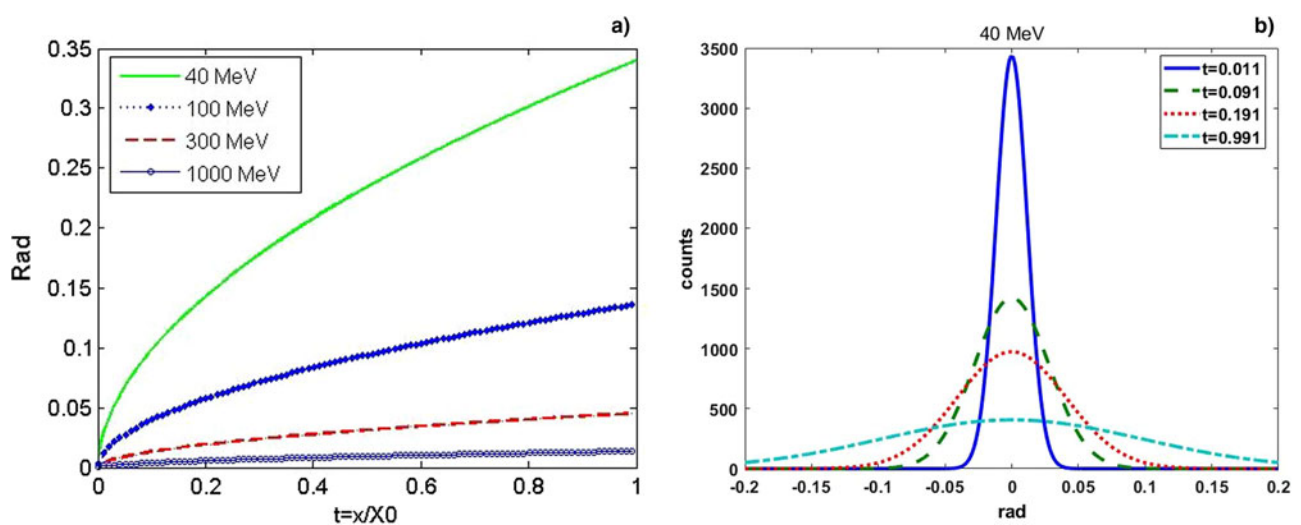 a)
0.35
0.3
0.25
0.2
0.15
0.1
0.05
0
Rad
40 MeV
100 MeV
300 MeV
1000 MeV
0 0.2 0.4 0.6 0.8 1
t=x/X0
b)
40 MeV
3500
3000
2500
2000
1500
1000
500
0
counts
t=0.011
t=0.091
t=0.191
t=0.991
-0.2 -0.15 -0.1 -0.05 0 0.05 0.1 0.15 0.2
rad